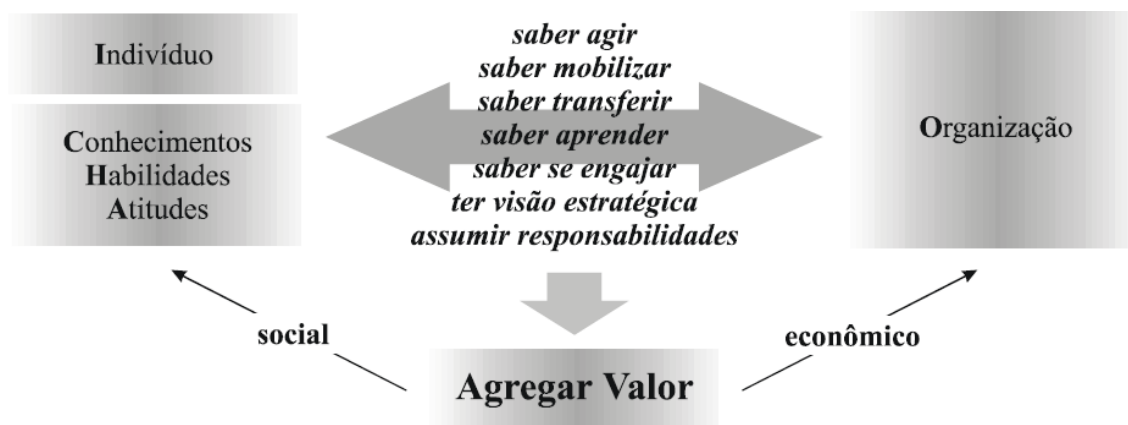 Indivíduo
Conhecimentos
Habilidades
Atitudes
saber agir
saber mobilizar
saber transferir
saber aprender
saber se engajar
ter visão estratégica
assumir responsabilidades
Organização
social
econômico
Agregar Valor